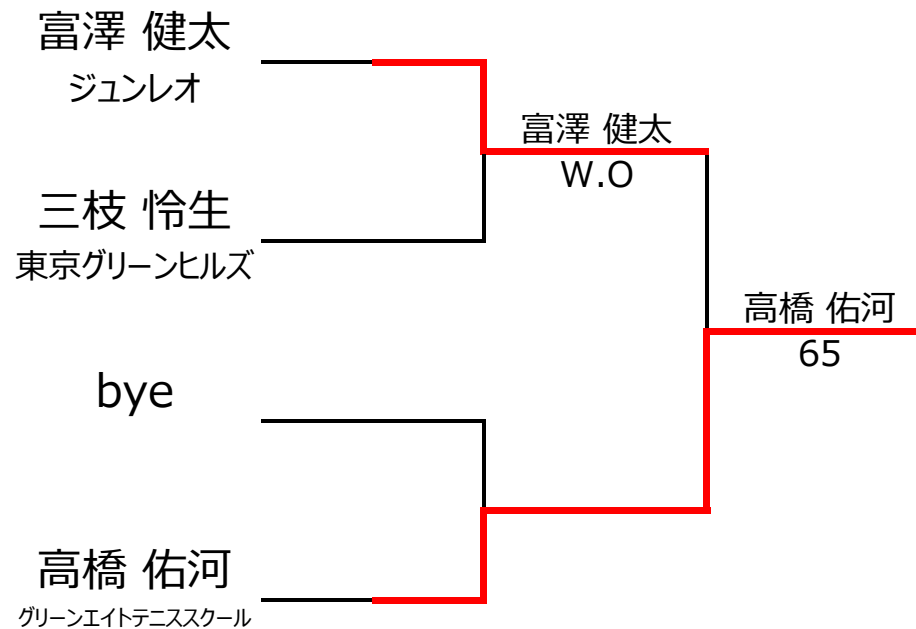 富澤 健太
ジュンレオ
富澤 健太
W.O
三枝 怜生
東京グリーンヒルズ
高橋 佑河
65
bye
高橋 佑河
グリーンエイトテニススクール